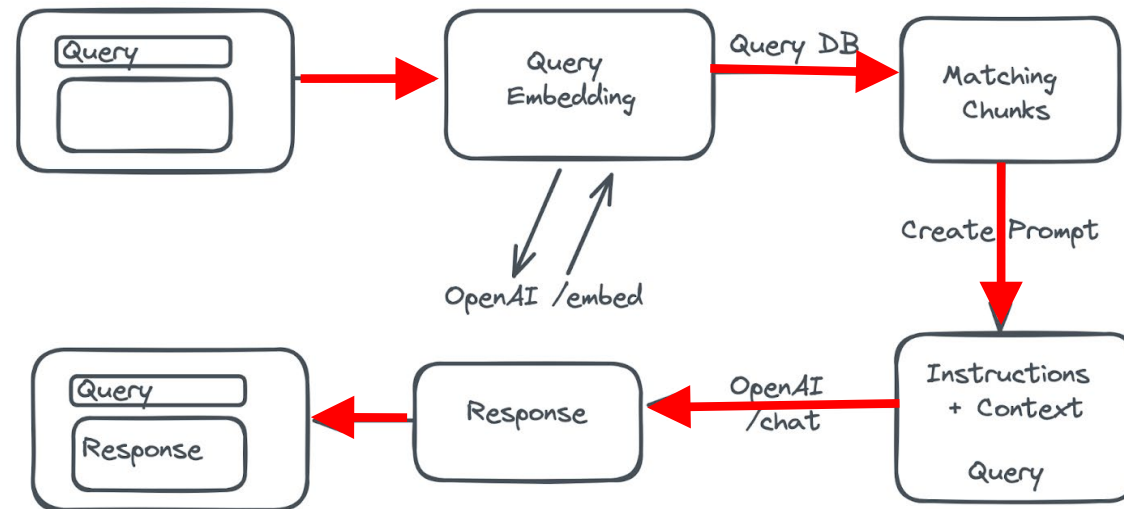 Query
Query
Embedding
Query DB
Matching
Chunks
OpenAI /embed
Create Prompt
Query
Response
Response
OpenAI
/chat
Instructions
+ Context
Query